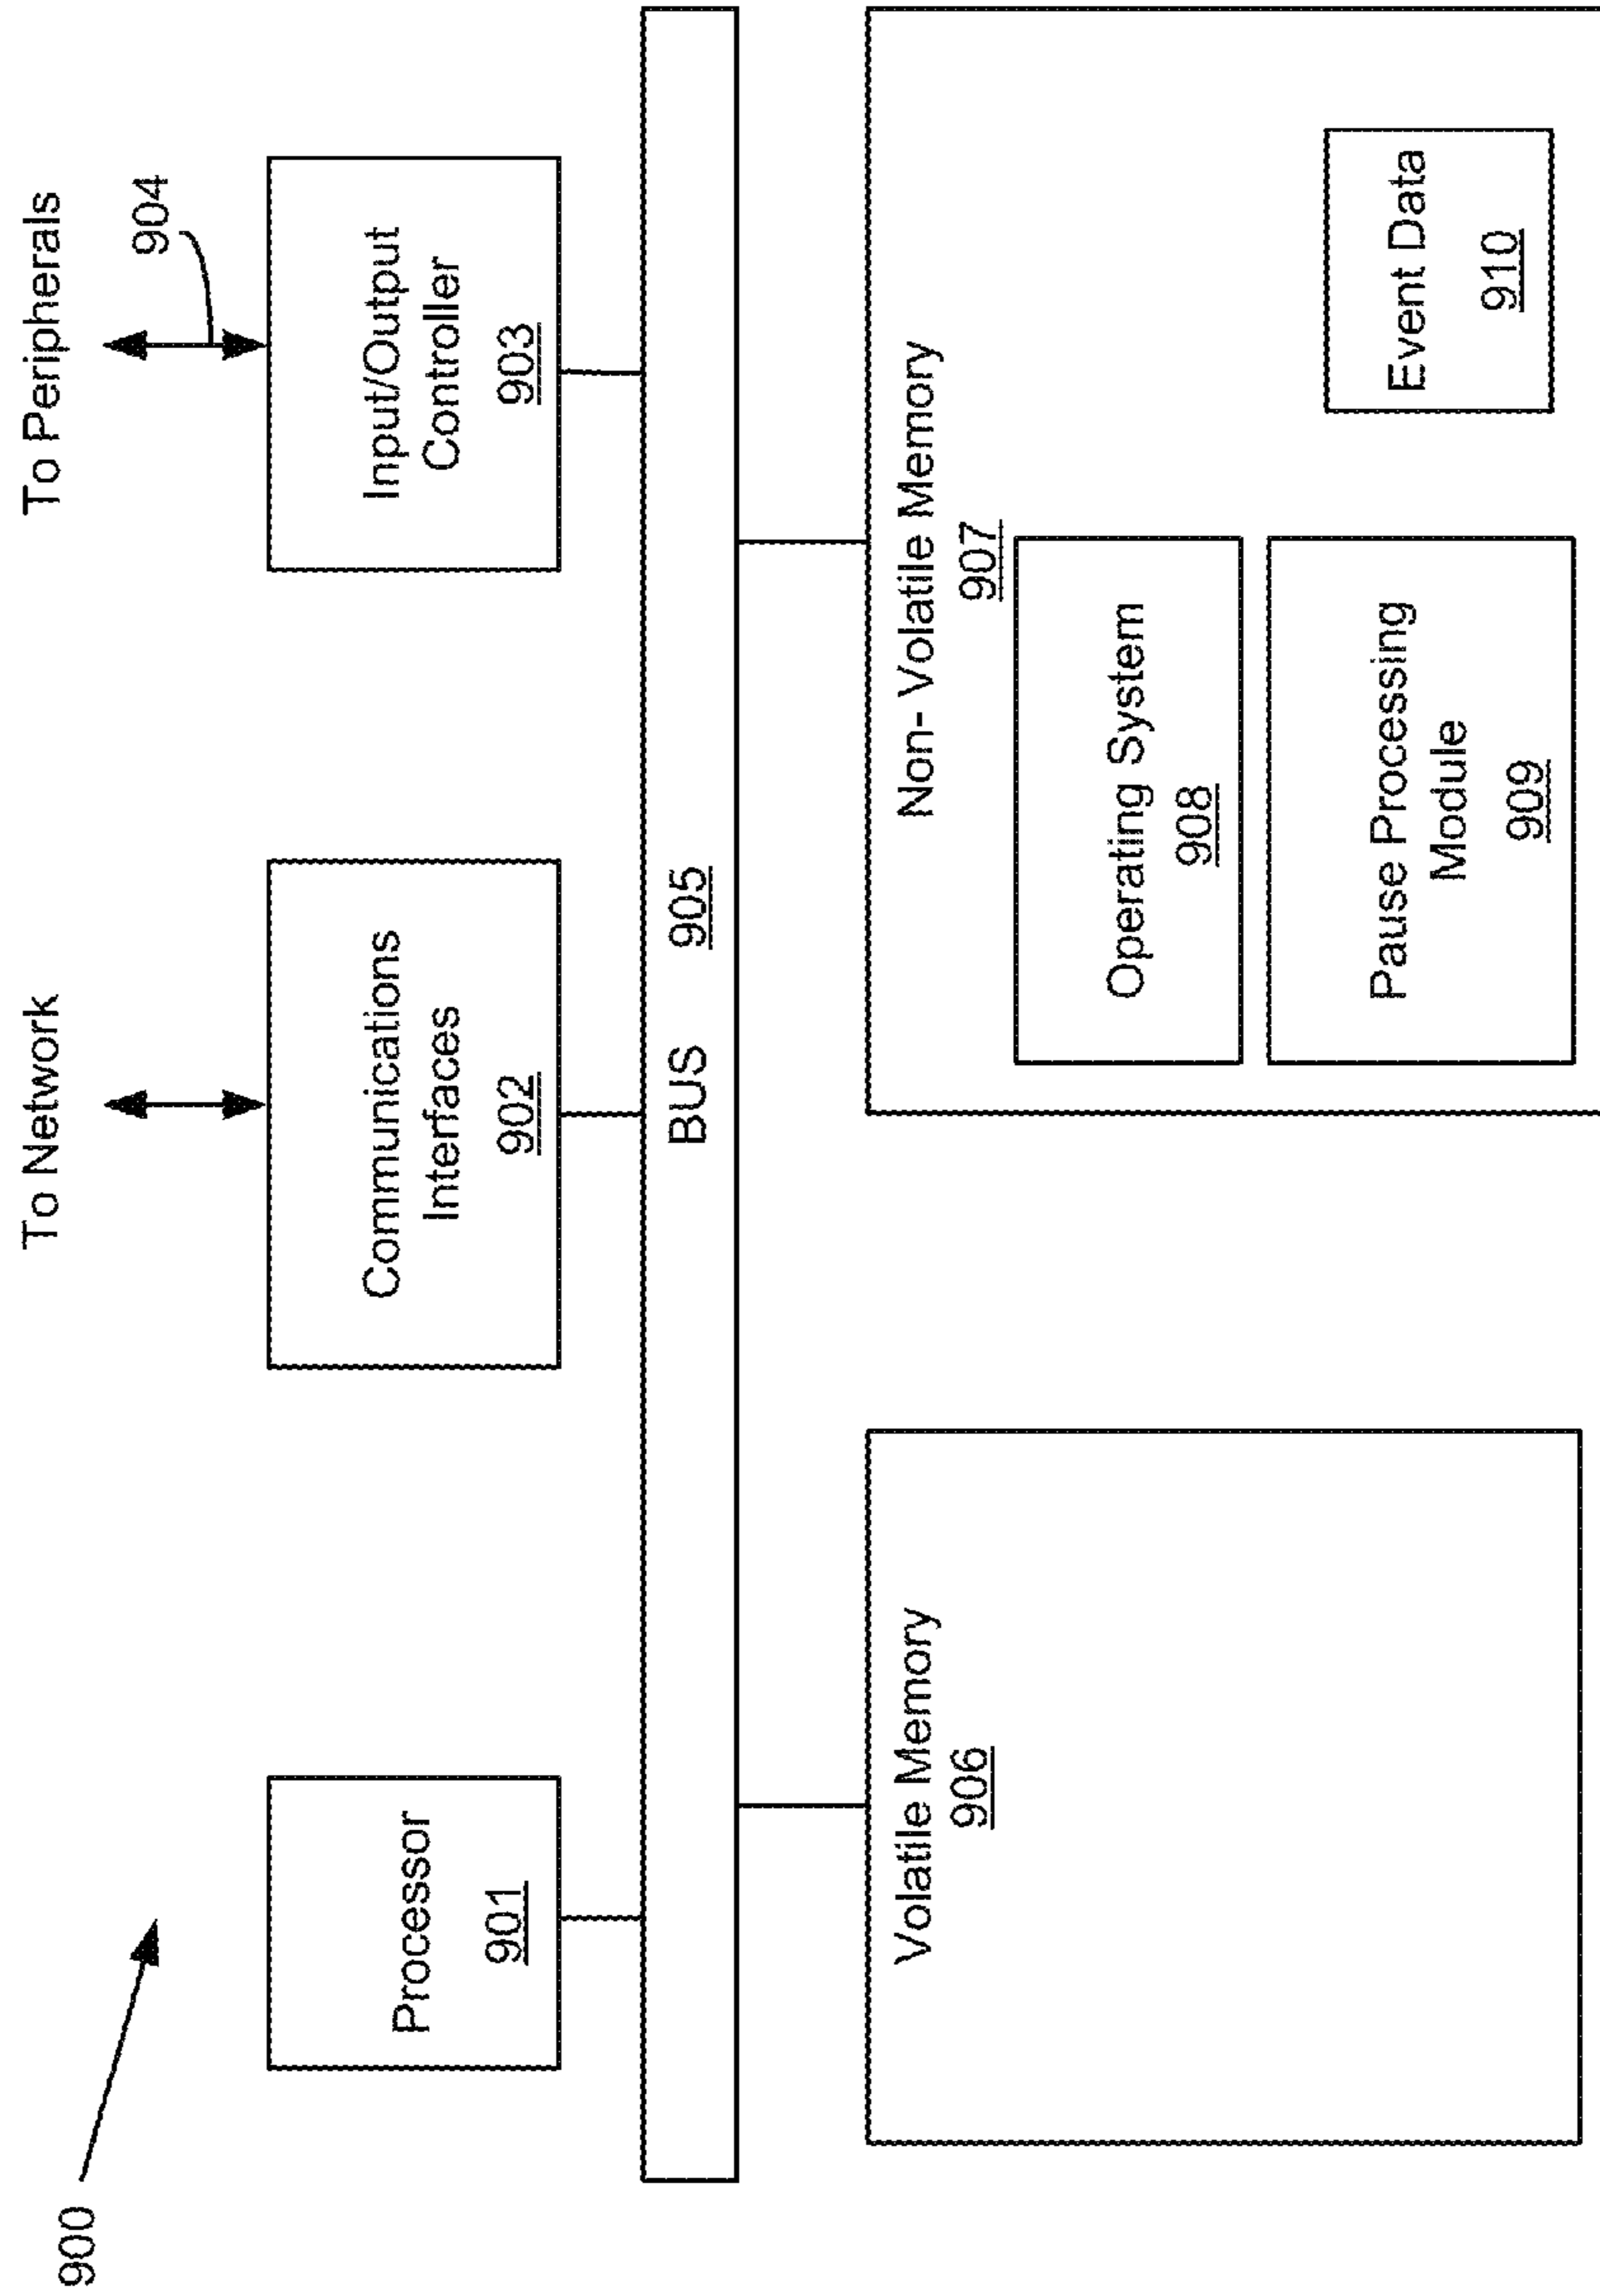 900
To Network
To Peripherals
904
Processor
901
Communications
Interfaces
902
Input/Output
Controller
903
BUS 905
Volatile Memory
906
Non- Volatile Memory
907
Operating System
908
Pause Processing
Module
909
Event Data
910